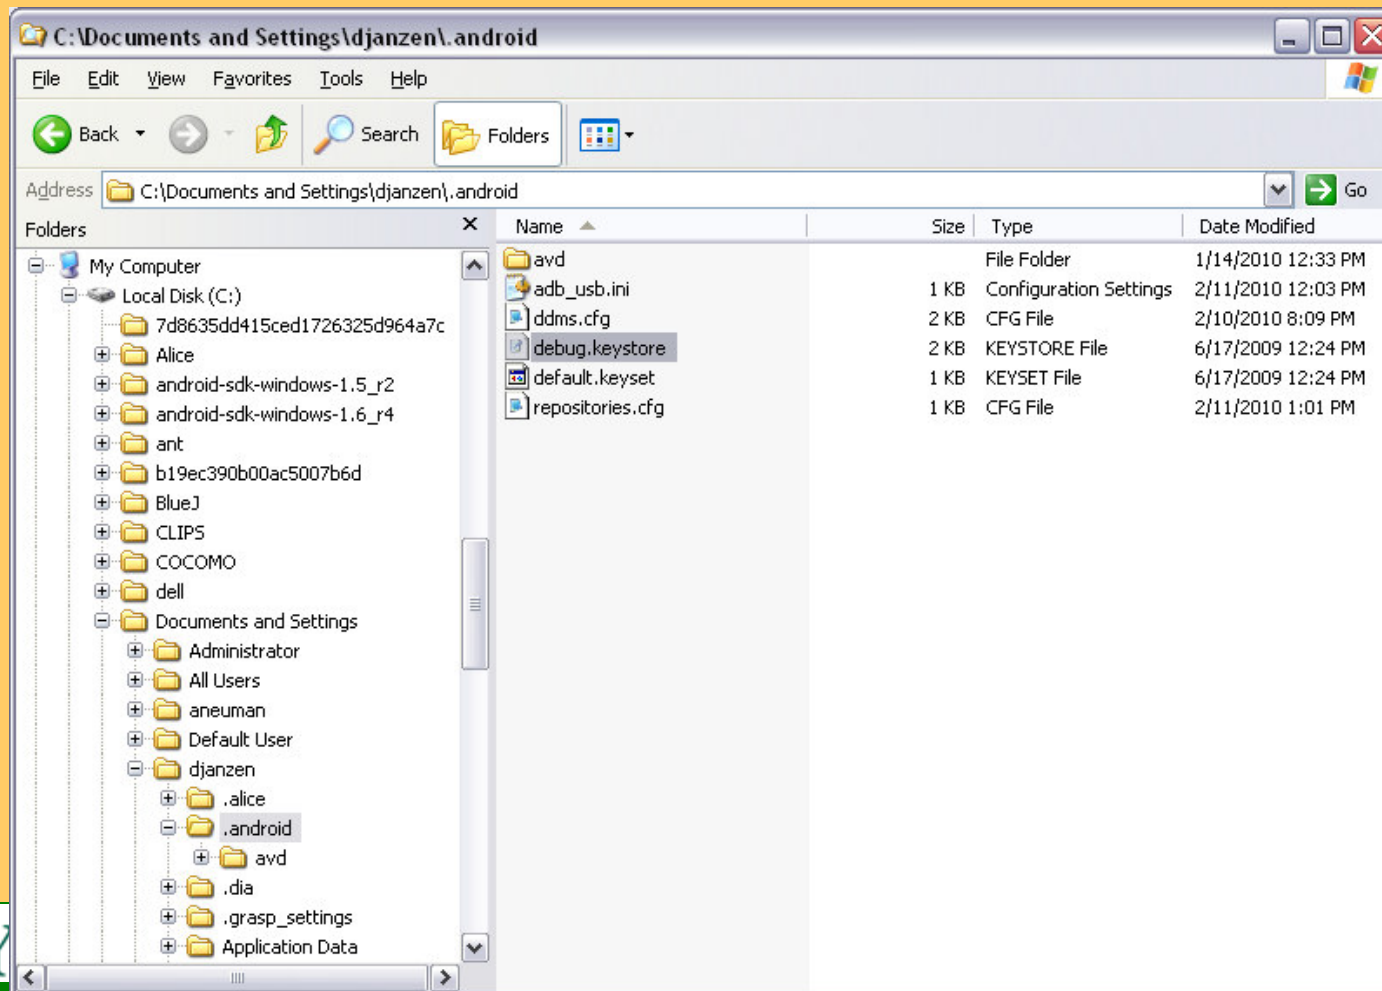 C:\Documents and Settings\djanzen\.android
File Edit View Favorites Tools Help
Back Search Folders
Address C:\Documents and Settings\djanzen\.android Go
Folders
My Computer
Local Disk (C:)
7d8635dd415ced1726325d964a7c
Alice
android-sdk-windows-1.5_r2
android-sdk-windows-1.6_r4
ant
b19ec390b00ac5007b6d
BlueJ
CLIPS
COCOMO
dell
Documents and Settings
Administrator
All Users
aneuman
Default User
djanzen
.alice
.android
avd
.dia
.grasp_settings
Application Data
Name Size Type Date Modified
avd File Folder 1/14/2010 12:33 PM
adb_usb.ini 1 KB Configuration Settings 2/11/2010 12:03 PM
ddms.cfg 2 KB CFG File 2/10/2010 8:09 PM
debug.keystore 2 KB KEYSTORE File 6/17/2009 12:24 PM
default.keyset 1 KB KEYSET File 6/17/2009 12:24 PM
repositories.cfg 1 KB CFG File 2/11/2010 1:01 PM